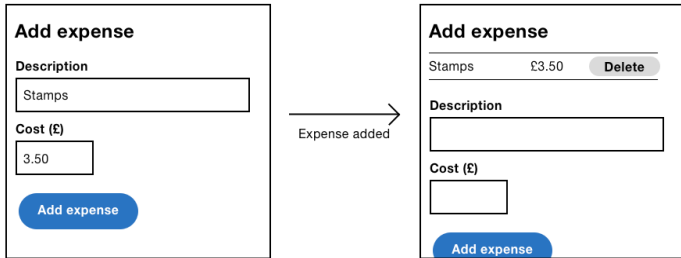 Add expense
Description
Stamps
Cost (£)
3.50
Add expense
Expense added
Add expense
Stamps £3.50 Delete
Description
Cost (£)
Add expense